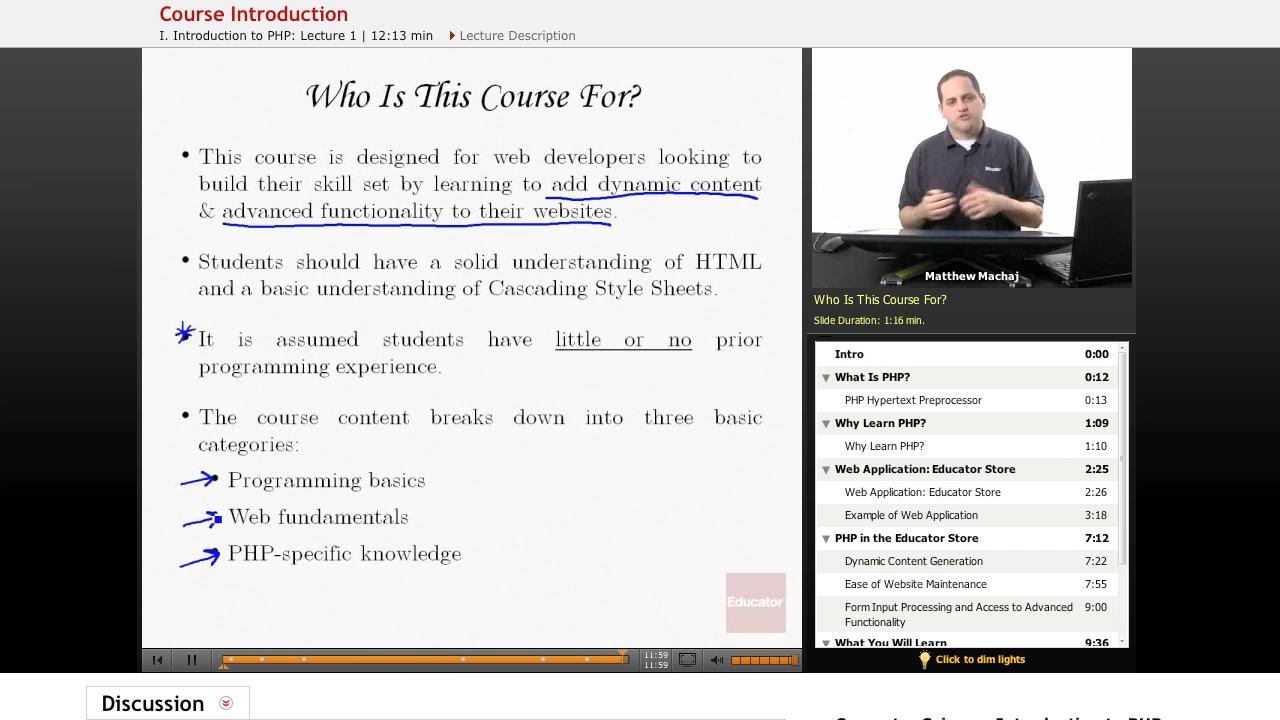 Course Introduction
I. Introduction to PHP: Lecture 1 | 12:13 min
Lecture Description
Who Is This Course For?
• This course is designed for web developers looking to
build their skill set by learning to add dynamic content
& advanced functionality to their websites.
• Students should have a solid understanding of HTML
and a basic understanding of Cascading Style Sheets.
• It is assumed students have little or no prior
programming experience.
• The course content breaks down into three basic
categories:
• Programming basics
• Web fundamentals
• PHP-specific knowledge
Educator
11:59
11:59
Matthew Machaj
Who Is This Course For?
Slide Duration: 1:16 min.
Intro 0:00
What Is PHP? 0:12
PHP Hypertext Preprocessor 0:13
Why Learn PHP? 1:09
Why Learn PHP? 1:10
Web Application: Educator Store 2:25
Web Application: Educator Store 2:26
Example of Web Application 3:18
PHP in the Educator Store 7:12
Dynamic Content Generation 7:22
Ease of Website Maintenance 7:55
Form Input Processing and Access to Advanced 9:00
Functionality
What You Will Learn 9:36
Click to dim lights
Discussion